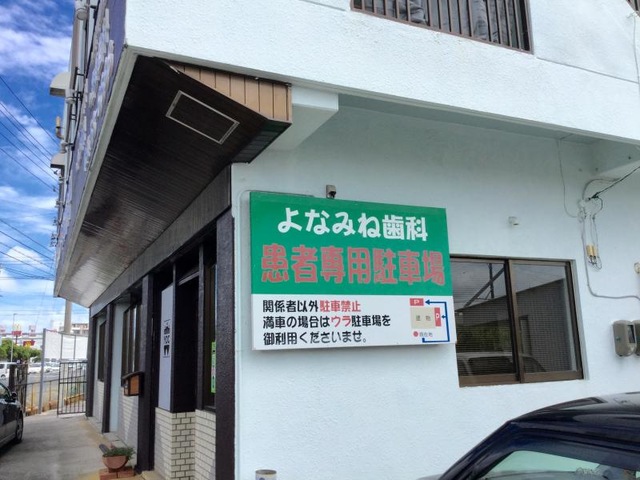 よなみね歯科
患者専用駐車場
関係者以外駐車禁止
満車の場合はウラ駐車場を
御利用くださいませ。
P
P